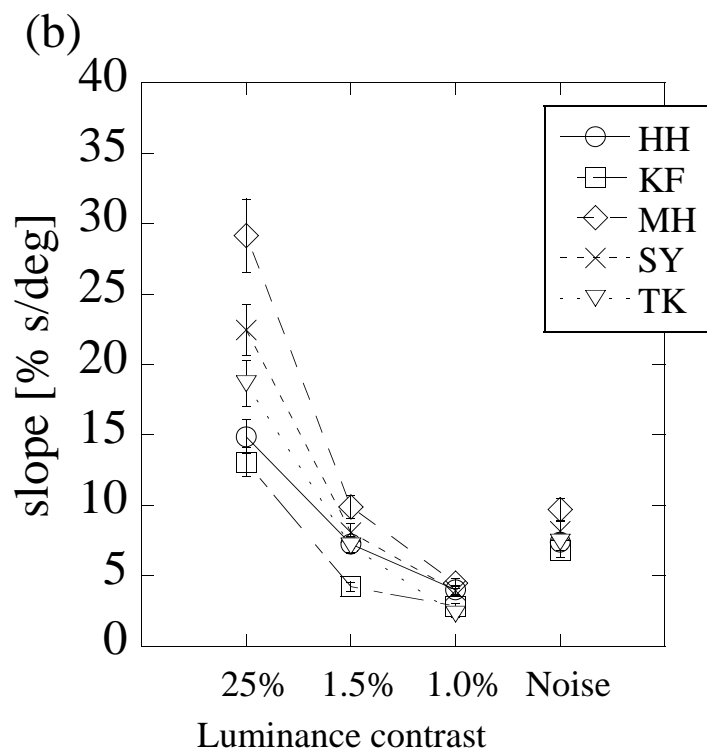 (b)
slope [% s/deg]
40
35
30
25
20
15
10
5
0
HH
KF
MH
SY
TK
25% 1.5% 1.0% Noise
Luminance contrast